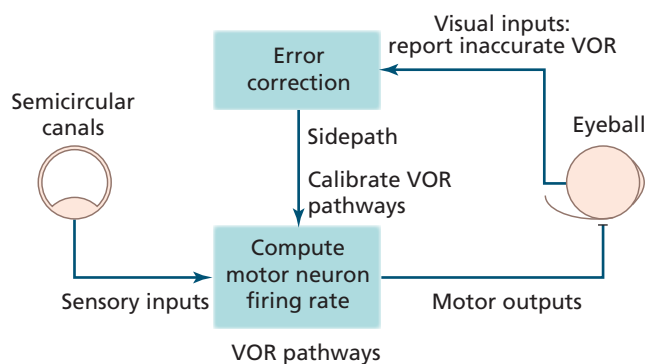 Visual inputs:
report inaccurate VOR
Error
correction
Semicircular
canals
Eyeball
Sidepath
Calibrate VOR
pathways
Compute
motor neuron
firing rate
Sensory inputs
Motor outputs
VOR pathways